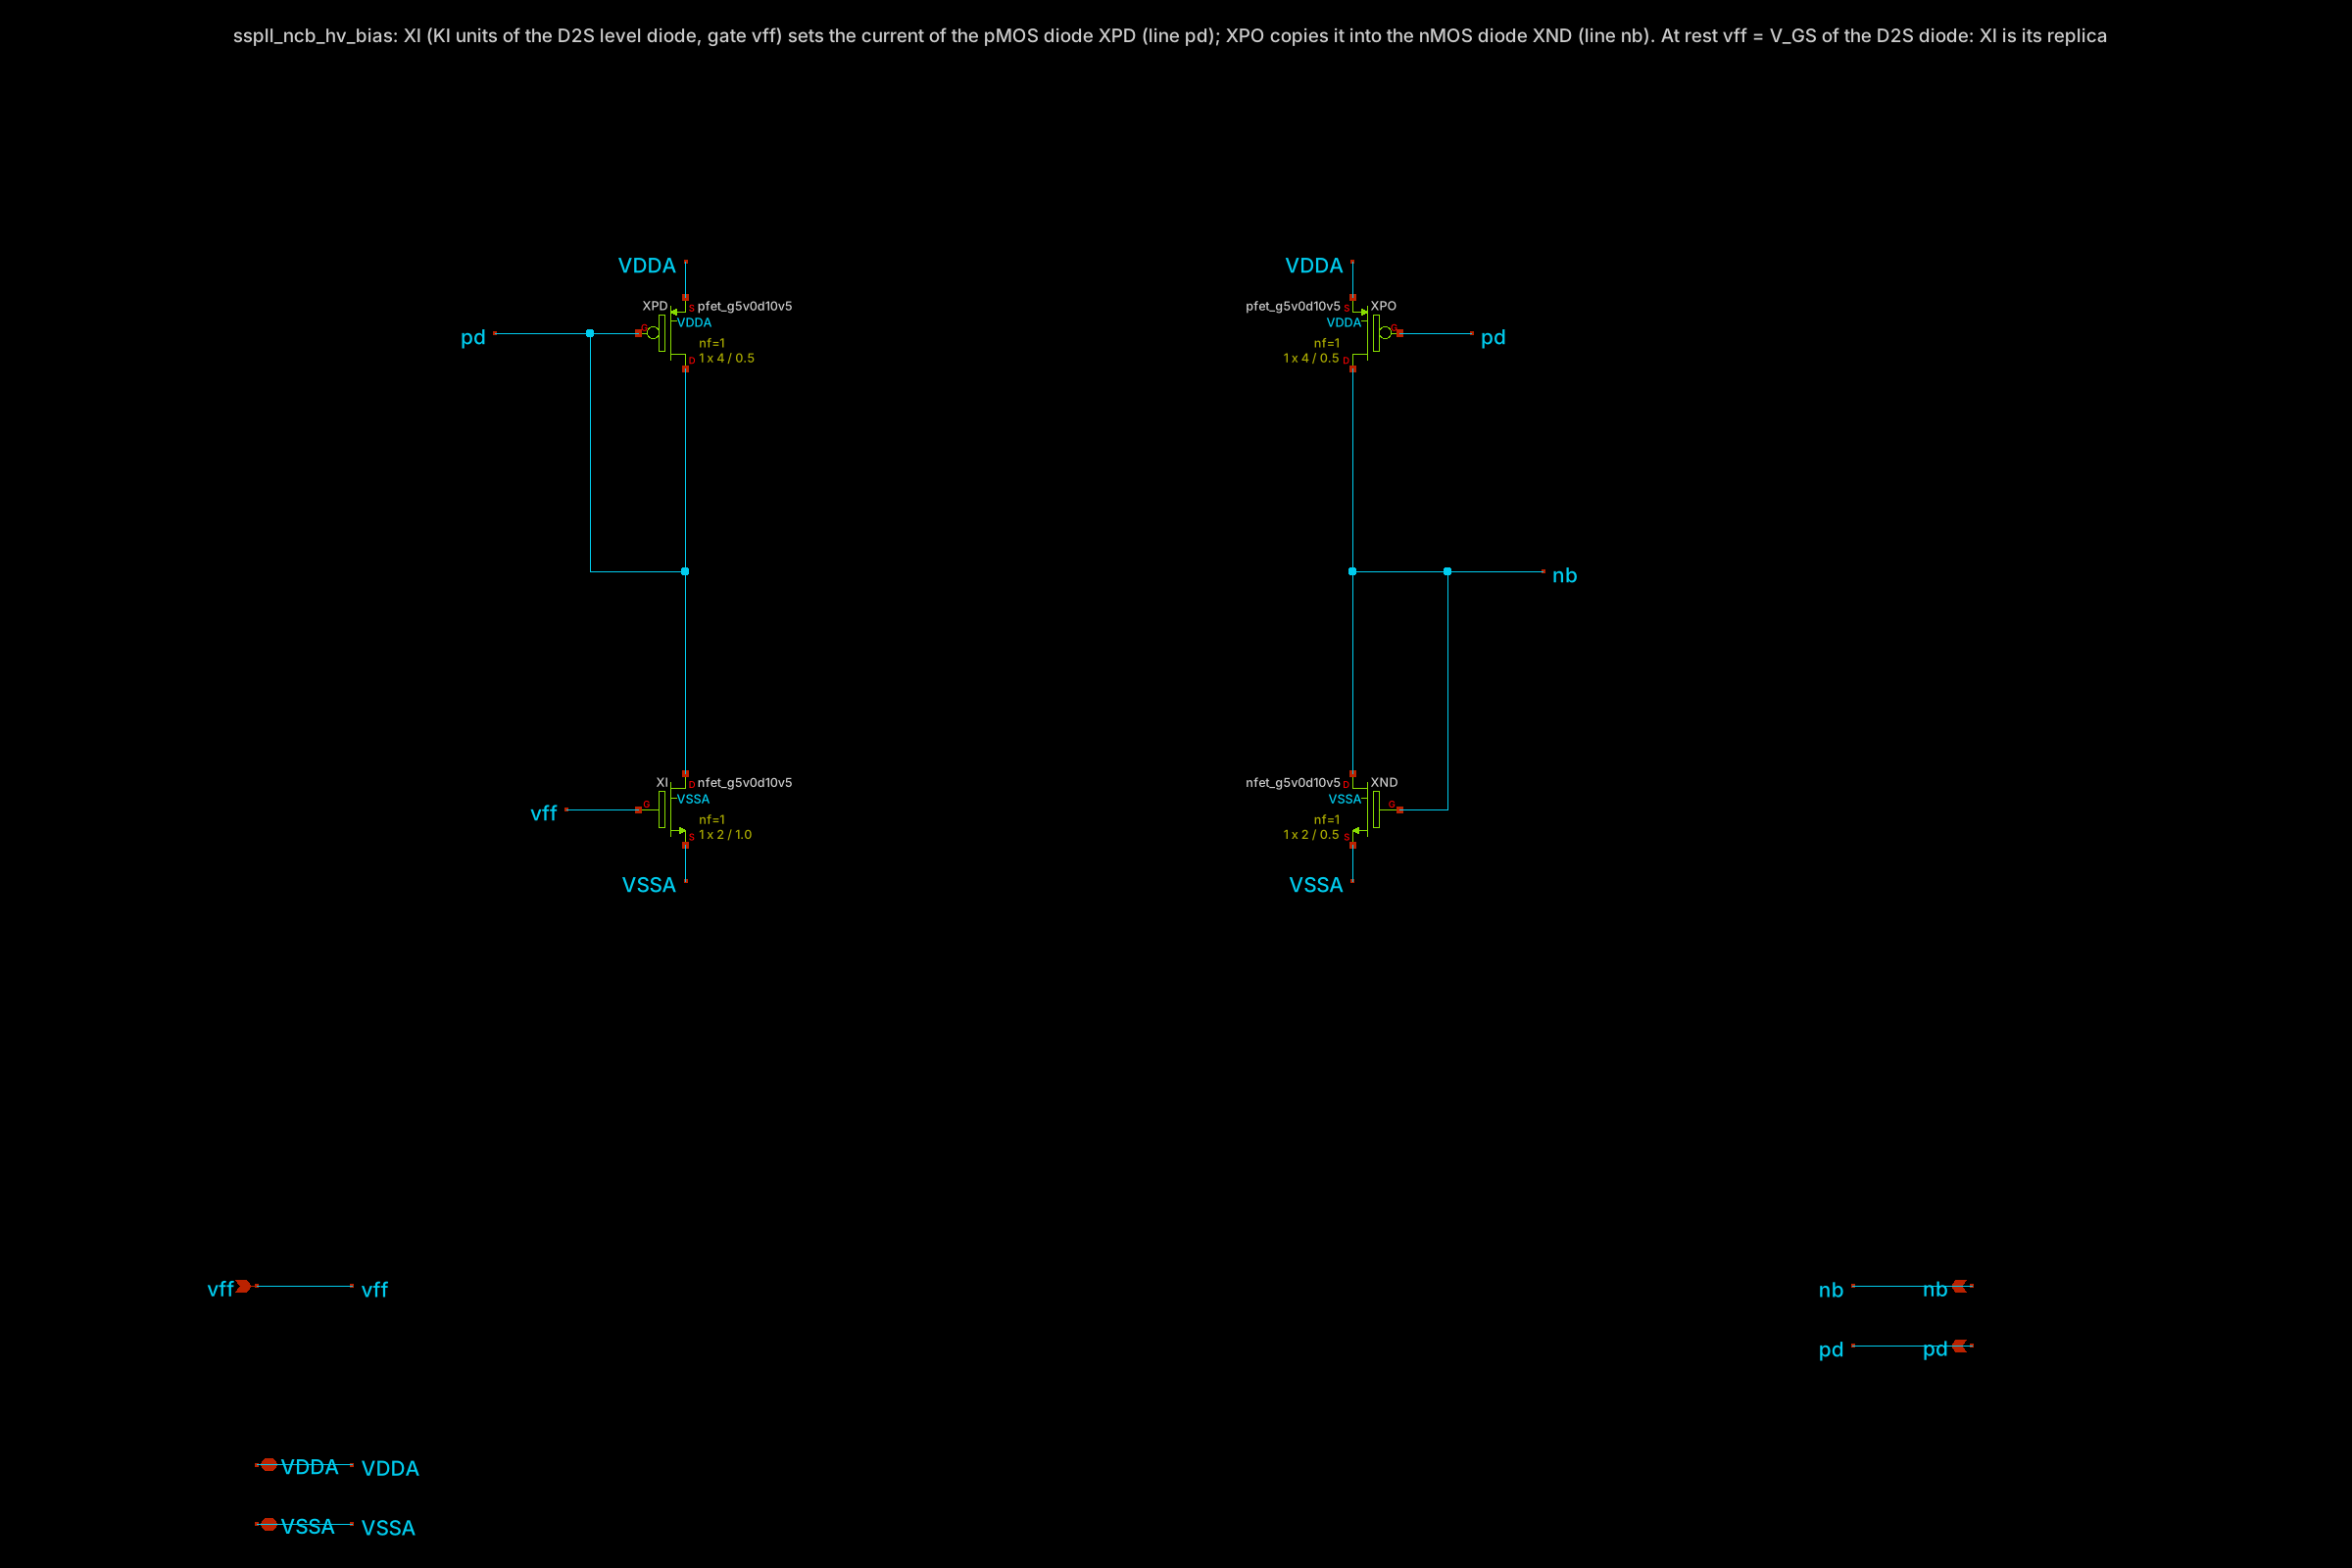 sspll_ncb_hv_bias: XI (KI units of the D2S level diode, gate vff) sets the current of the pMOS diode XPD (line pd); XPO copies it into the nMOS diode XND (line nb). At rest vff = V_GS of the D2S diode: XI is its replica
VDDA
VDDA
XPD S pfet_g5v0d10v5
pfet_g5v0d10v5 S XPO
VDDA
VDDA
pd G
G pd
nf=1
nf=1
D 1 x 4 / 0.5
1 x 4 / 0.5 D
nb
XI D nfet_g5v0d10v5
nfet_g5v0d10v5 D XND
VSSA
VSSA
vff G
G
nf=1
nf=1
S 1 x 2 / 1.0
1 x 2 / 0.5 S
VSSA
VSSA
vff vff
nb nb
pd pd
VDDA VDDA
VSSA VSSA